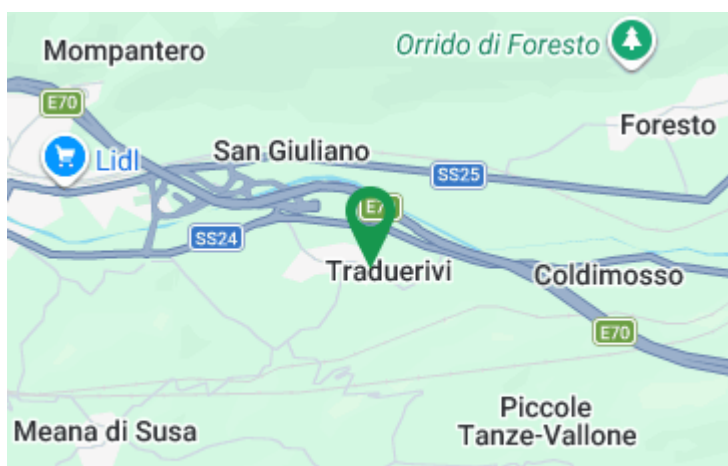 Mompantero
Orrido di Foresto
E70
Foresto
Lidl
San Giuliano
SS25
SS24
Traduerivi
Coldimosso
E70
Piccole
Tanze-Vallone
Meana di Susa